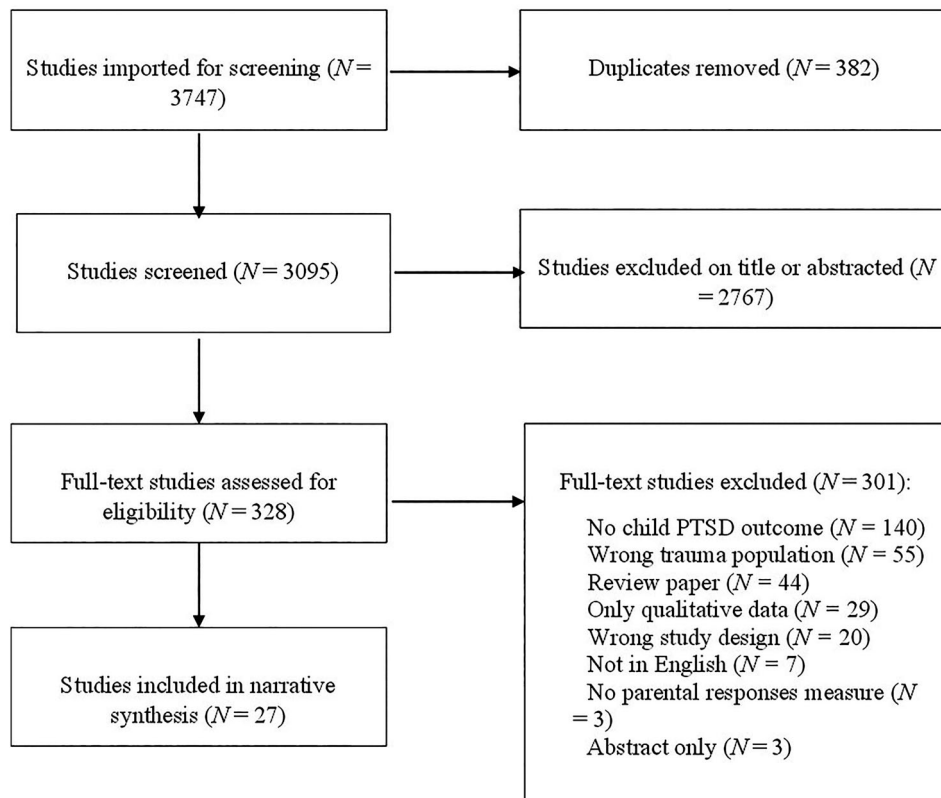 Studies imported for screening (N =
3747)
Duplicates removed (N = 382)
Studies screened (N = 3095)
Studies excluded on title or abstracted (N
= 2767)
Full-text studies assessed for
eligibility (N = 328)
Full-text studies excluded (N = 301):
No child PTSD outcome (N = 140)
Wrong trauma population (N = 55)
Review paper (N = 44)
Only qualitative data (N = 29)
Wrong study design (N = 20)
Not in English (N = 7)
No parental responses measure (N
= 3)
Abstract only (N = 3)
Studies included in narrative
synthesis (N = 27)